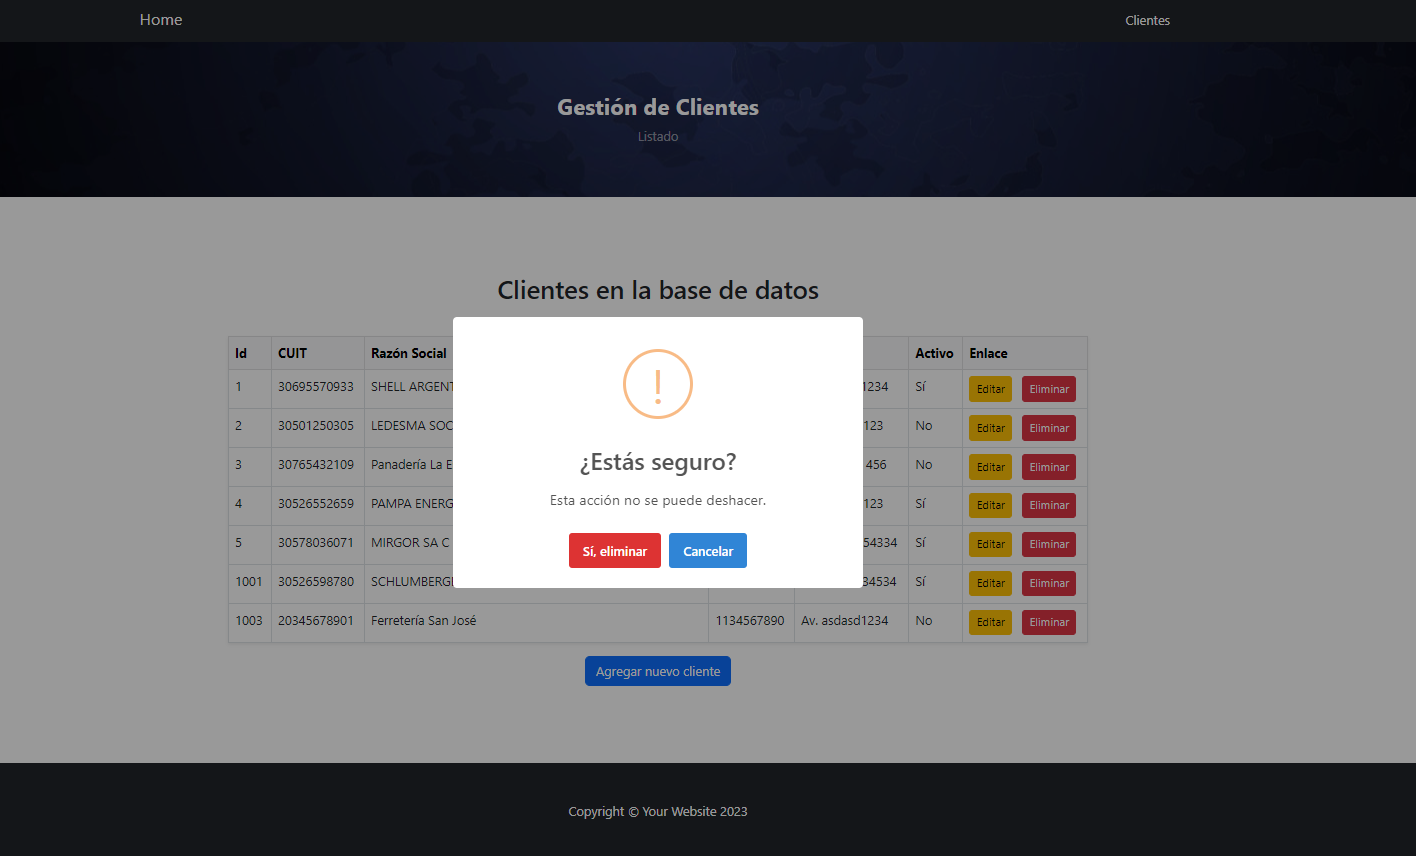 Home Clientes
Gestión de Clientes
Listado
Clientes en la base de datos
Id CUIT Razón Social Activo Enlace
1 30695570933 SHELL ARGENT 1234 Sí Editar Eliminar
2 30501250305 LEDESMA SOC 123 No Editar Eliminar
3 30765432109 Panadería La E 456 No Editar Eliminar
4 30526552659 PAMPA ENERG 123 Sí Editar Eliminar
5 30578036071 MIRGOR SA C 54334 Sí Editar Eliminar
1001 30526598780 SCHLUMBERG 34534 Sí Editar Eliminar
1003 20345678901 Ferretería San José 1134567890 Av. asdasd1234 No Editar Eliminar
!
¿Estás seguro?
Esta acción no se puede deshacer.
Sí, eliminar Cancelar
Agregar nuevo cliente
Copyright © Your Website 2023